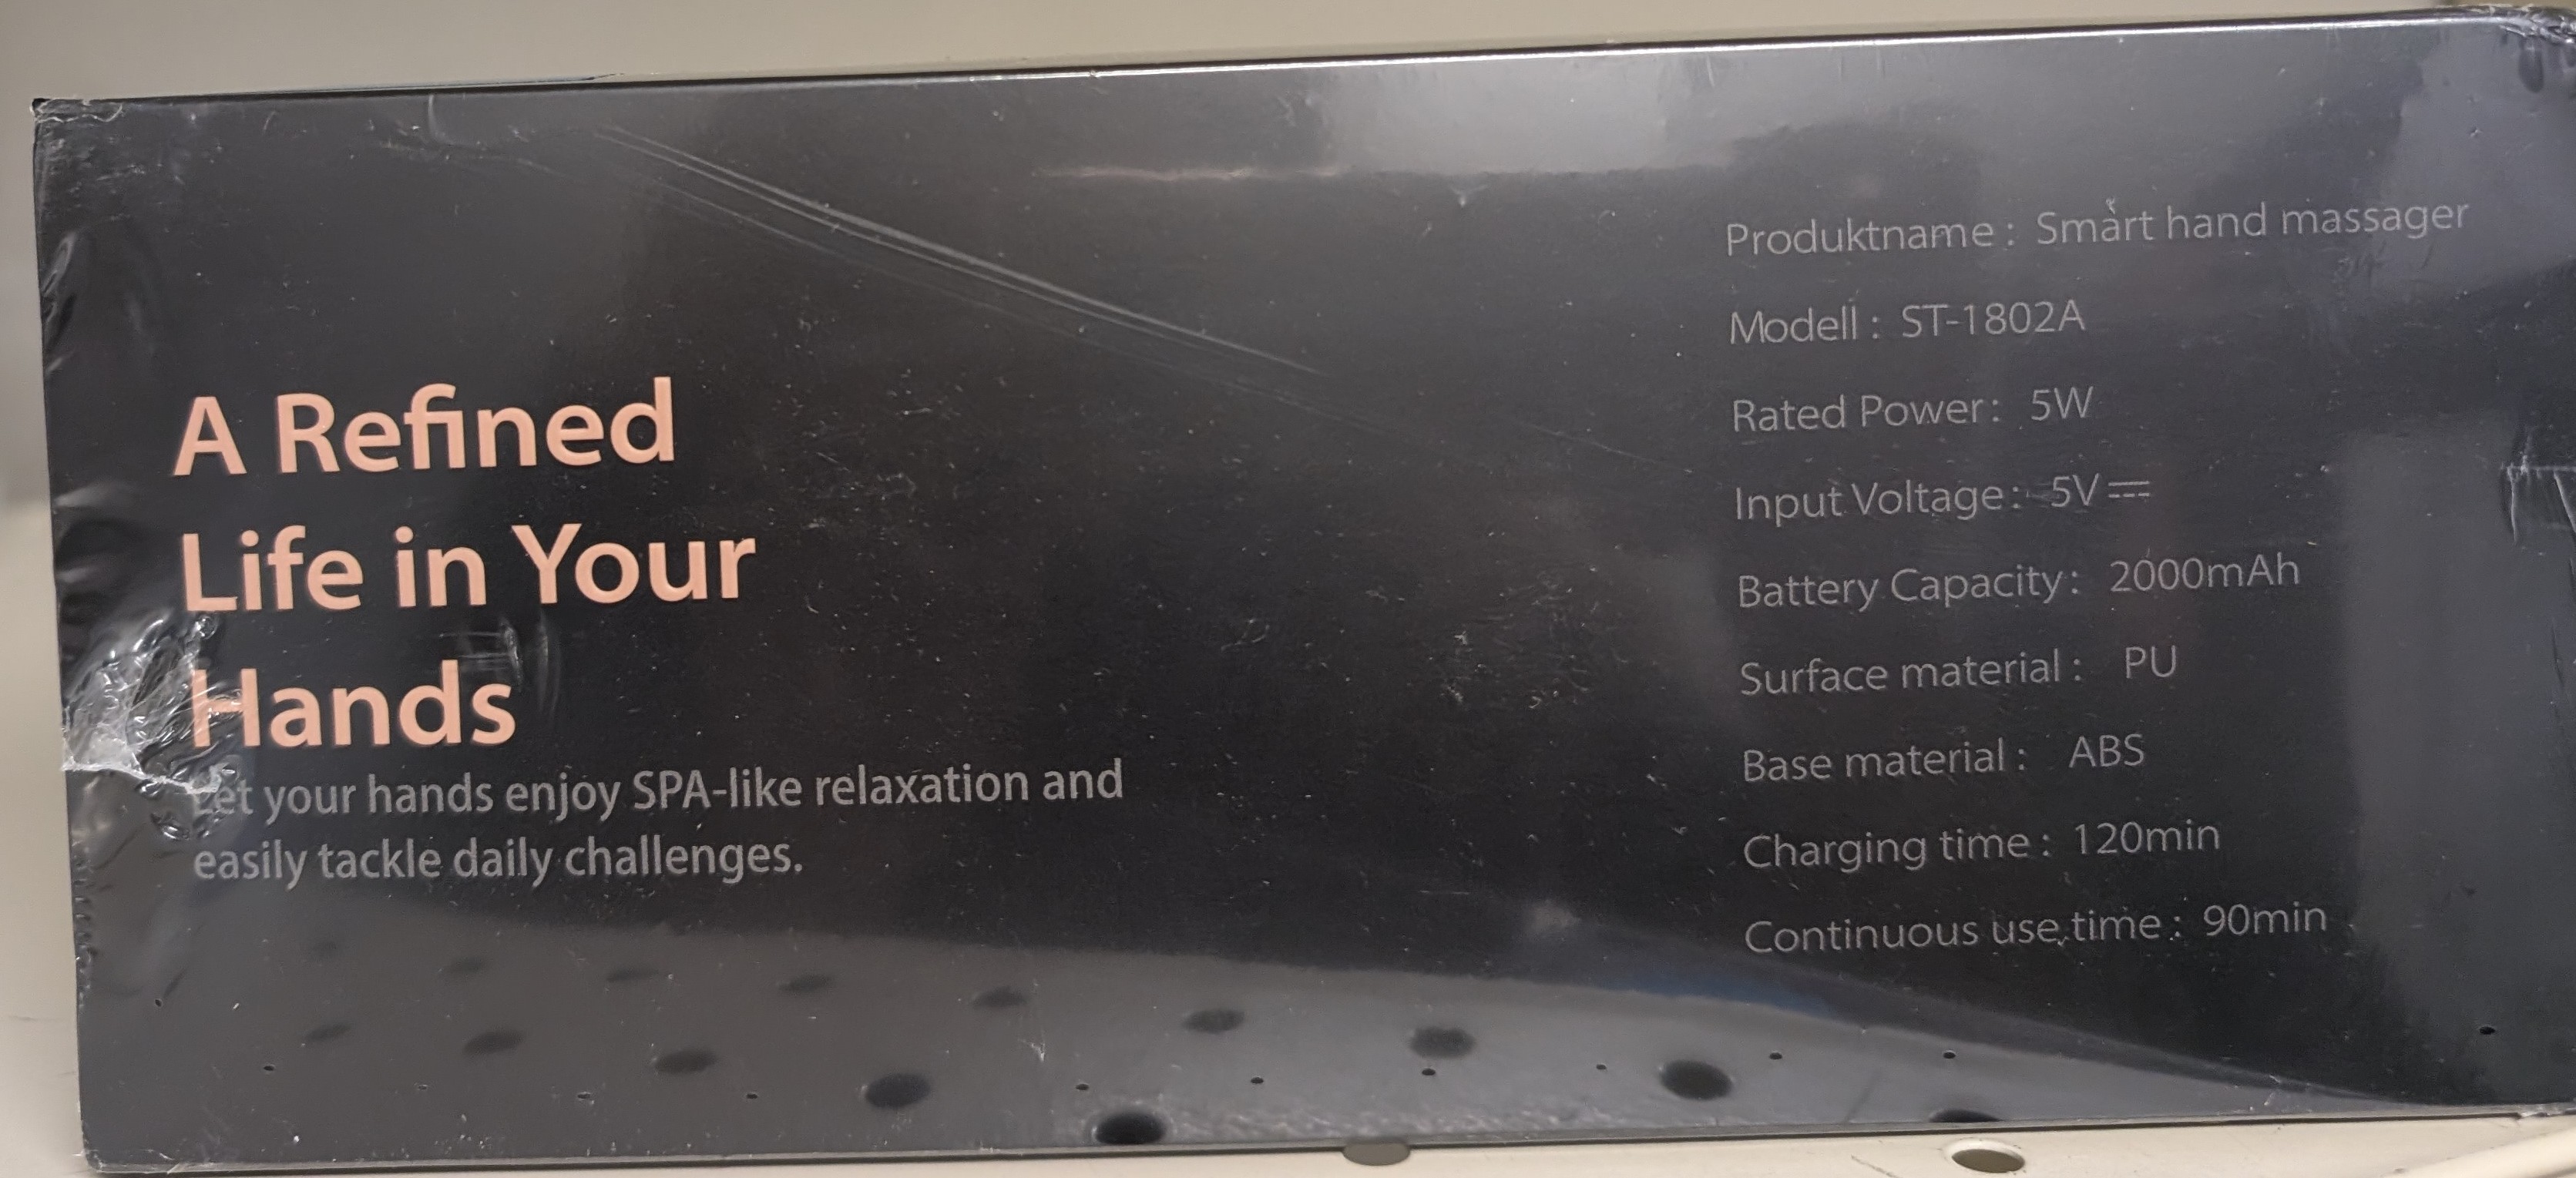 A Refined
Life in Your
Hands
Let your hands enjoy SPA-like relaxation and
easily tackle daily challenges.
Produktname : Smart hand massager
Modell : ST-1802A
Rated Power : 5W
Input Voltage : 5V ⎓
Battery Capacity : 2000mAh
Surface material : PU
Base material : ABS
Charging time : 120min
Continuous use time : 90min